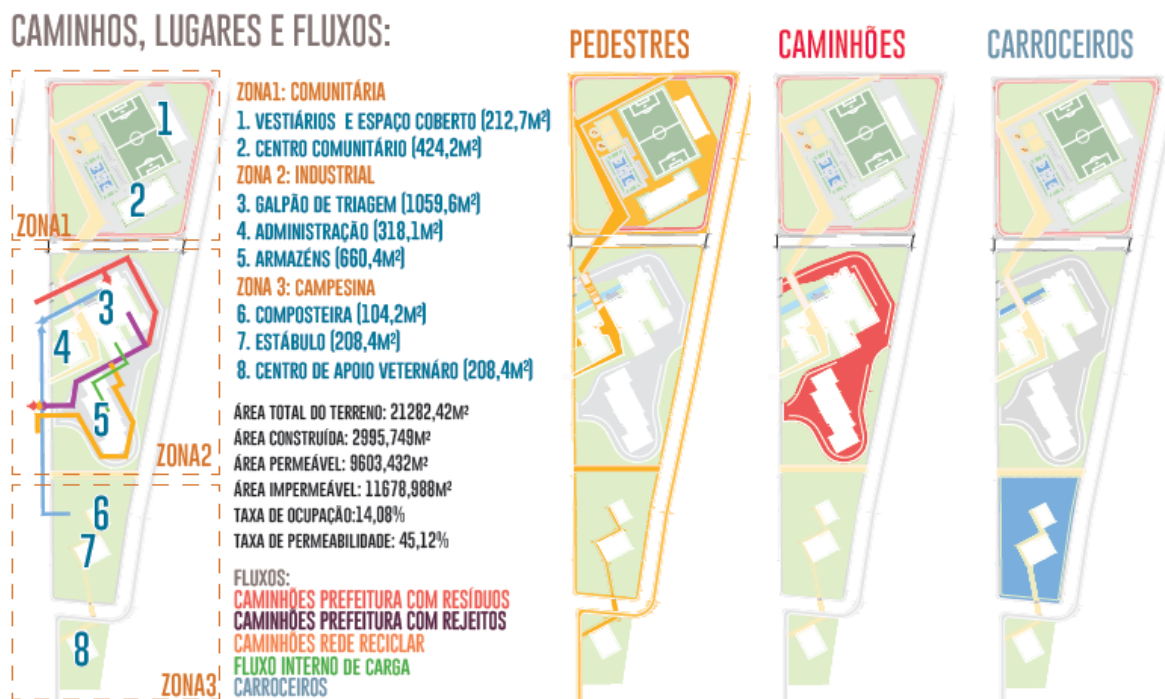 CAMINHOS, LUGARES E FLUXOS:
PEDESTRES
CAMINHÕES
CARROCEIROS
ZONA1: COMUNITÁRIA
1. VESTIÁRIOS E ESPAÇO COBERTO (212,7M²)
2. CENTRO COMUNITÁRIO (424,2M²)
ZONA 2: INDUSTRIAL
3. GALPÃO DE TRIAGEM (1059,6M²)
4. ADMINISTRAÇÃO (318,1M²)
5. ARMAZÉNS (660,4M²)
ZONA 3: CAMPESINA
6. COMPOSTEIRA (104,2M²)
7. ESTÁBULO (208,4M²)
8. CENTRO DE APOIO VETERNÁRO (208,4M²)
ÁREA TOTAL DO TERRENO: 21282,42M²
ÁREA CONSTRUÍDA: 2995,749M²
ÁREA PERMEÁVEL: 9603,432M²
ÁREA IMPERMEÁVEL: 11678,988M²
TAXA DE OCUPAÇÃO:14,08%
TAXA DE PERMEABILIDADE: 45,12%
FLUXOS:
CAMINHÕES PREFEITURA COM RESÍDUOS
CAMINHÕES PREFEITURA COM REJEITOS
CAMINHÕES REDE RECICLAR
FLUXO INTERNO DE CARGA
CARROCEIROS
1
2
ZONA1
3
4
5
ZONA2
6
7
8
ZONA3